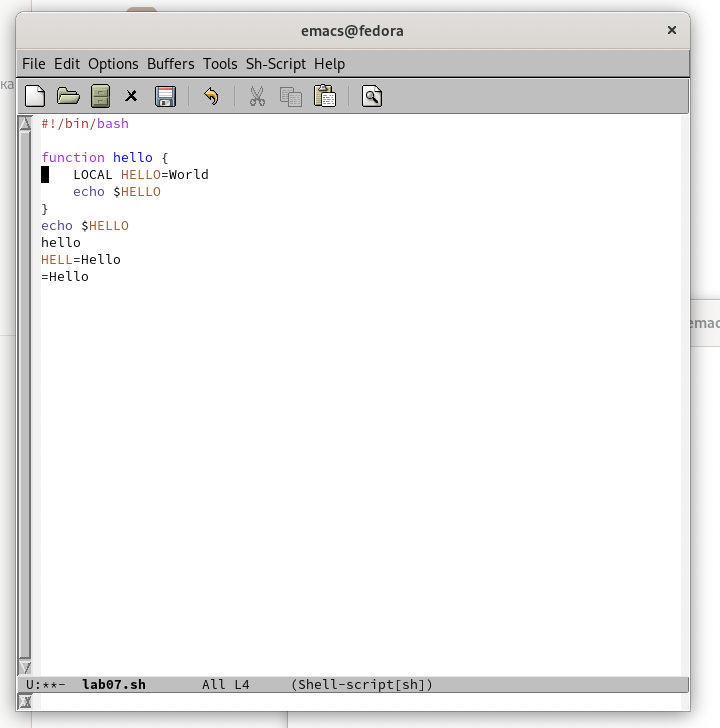 emacs@fedora
×
File Edit Options Buffers Tools Sh-Script Help
#!/bin/bash
function hello {
    LOCAL HELLO=World
    echo $HELLO
}
echo $HELLO
hello
HELL=Hello
=Hello
U:**-  lab07.sh       All L4     (Shell-script[sh])
ка
emac